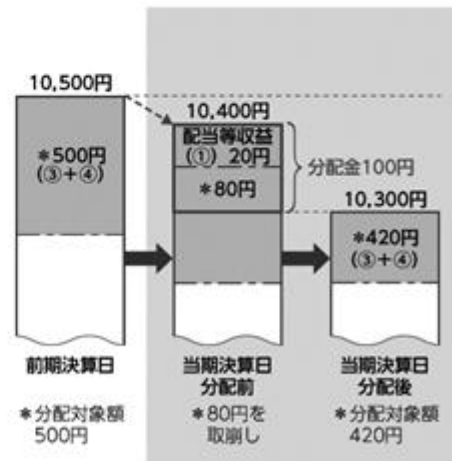 10,500円
10,400円
配当等収益
(①) 20円
*500円
(③+④)
*80円
分配金100円
10,300円
*420円
(③+④)
前期決算日
当期決算日
分配前
当期決算日
分配後
*分配対象額
500円
*80円を
取崩し
*分配対象額
420円